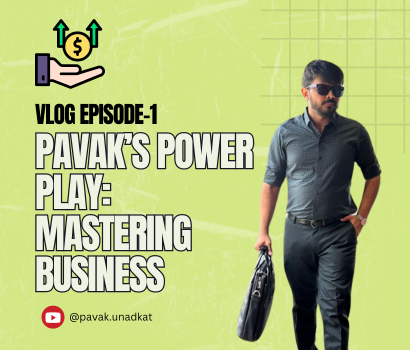 $
VLOG EPISODE-1
PAVAK'S POWER
PLAY:
MASTERING
BUSINESS
@pavak.unadkat